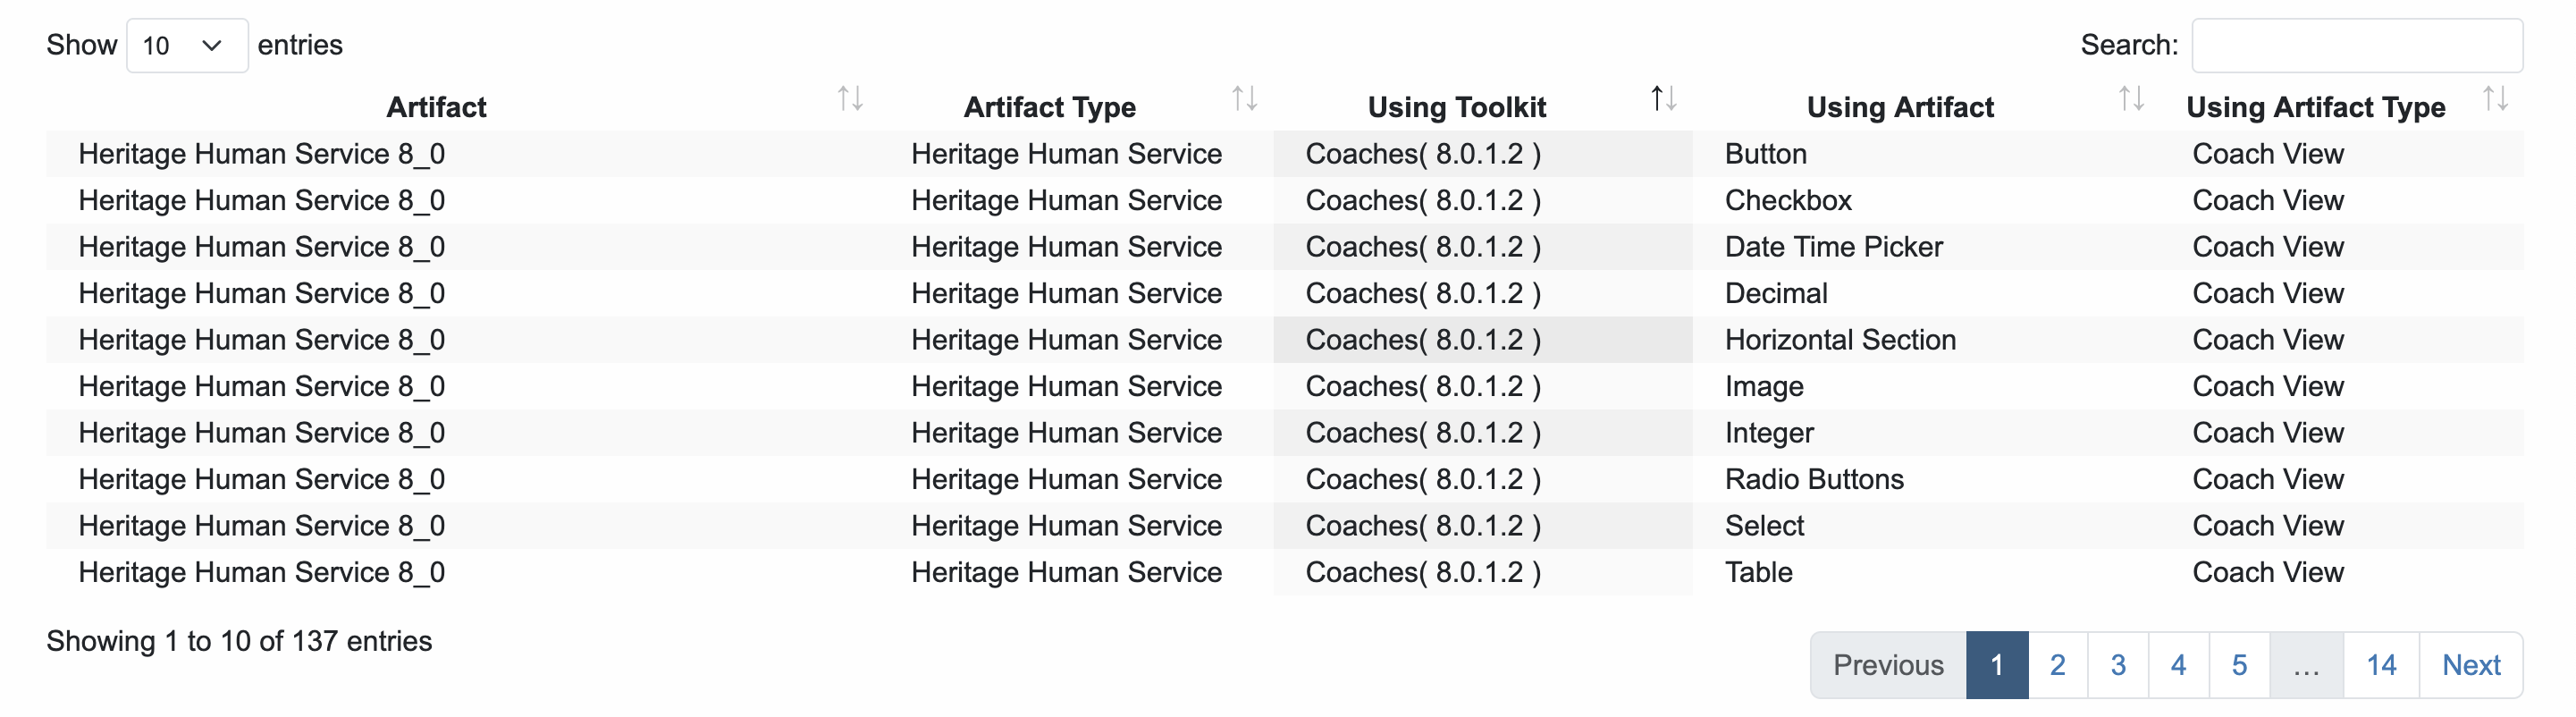 Show 10 entries Search:
Artifact Artifact Type Using Toolkit Using Artifact Using Artifact Type
Heritage Human Service 8_0 Heritage Human Service Coaches( 8.0.1.2 ) Button Coach View
Heritage Human Service 8_0 Heritage Human Service Coaches( 8.0.1.2 ) Checkbox Coach View
Heritage Human Service 8_0 Heritage Human Service Coaches( 8.0.1.2 ) Date Time Picker Coach View
Heritage Human Service 8_0 Heritage Human Service Coaches( 8.0.1.2 ) Decimal Coach View
Heritage Human Service 8_0 Heritage Human Service Coaches( 8.0.1.2 ) Horizontal Section Coach View
Heritage Human Service 8_0 Heritage Human Service Coaches( 8.0.1.2 ) Image Coach View
Heritage Human Service 8_0 Heritage Human Service Coaches( 8.0.1.2 ) Integer Coach View
Heritage Human Service 8_0 Heritage Human Service Coaches( 8.0.1.2 ) Radio Buttons Coach View
Heritage Human Service 8_0 Heritage Human Service Coaches( 8.0.1.2 ) Select Coach View
Heritage Human Service 8_0 Heritage Human Service Coaches( 8.0.1.2 ) Table Coach View
Showing 1 to 10 of 137 entries
Previous 1 2 3 4 5 … 14 Next